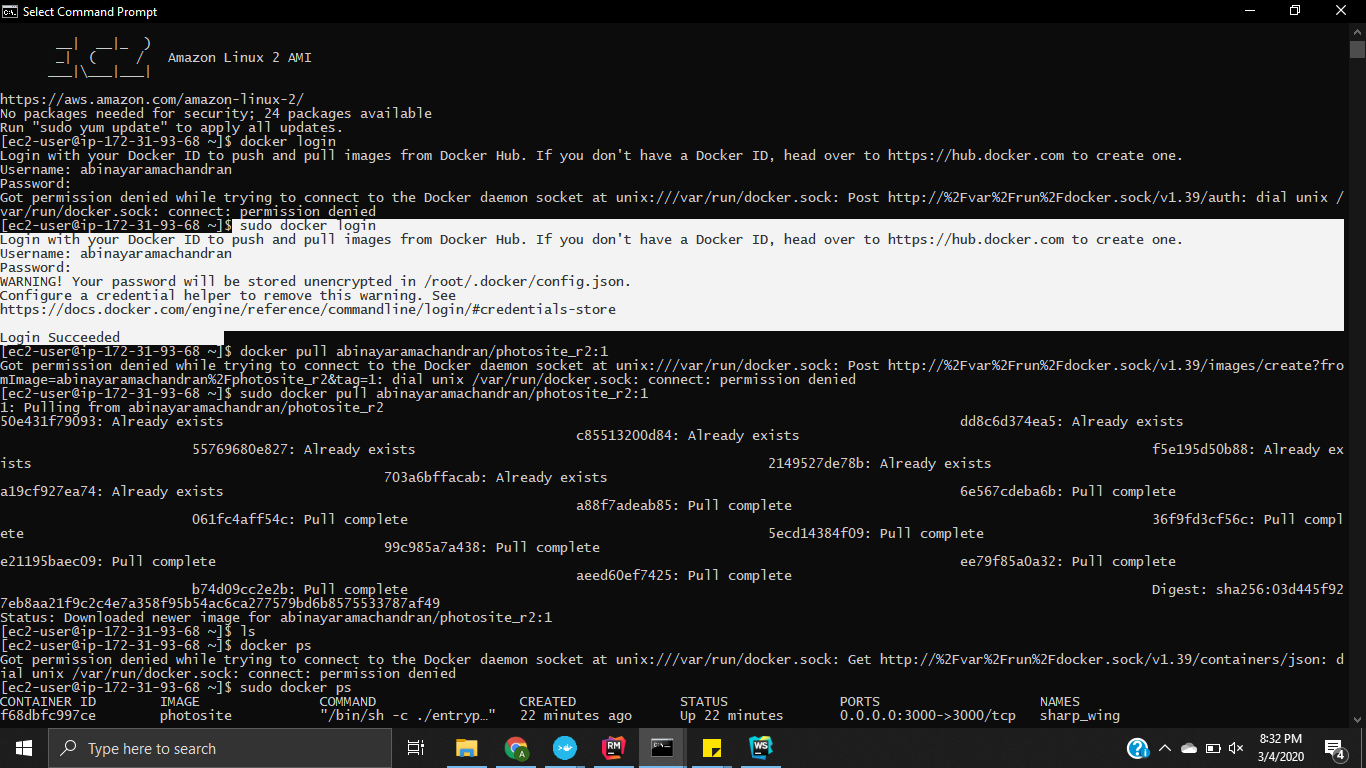 Select Command Prompt
__|  __|_  )
_|  (     /   Amazon Linux 2 AMI
___|\___|___|
https://aws.amazon.com/amazon-linux-2/
No packages needed for security; 24 packages available
Run "sudo yum update" to apply all updates.
[ec2-user@ip-172-31-93-68 ~]$ docker login
Login with your Docker ID to push and pull images from Docker Hub. If you don't have a Docker ID, head over to https://hub.docker.com to create one.
Username: abinayaramachandran
Password:
Got permission denied while trying to connect to the Docker daemon socket at unix:///var/run/docker.sock: Post http://%2Fvar%2Frun%2Fdocker.sock/v1.39/auth: dial unix /
var/run/docker.sock: connect: permission denied
[ec2-user@ip-172-31-93-68 ~]$ sudo docker login
Login with your Docker ID to push and pull images from Docker Hub. If you don't have a Docker ID, head over to https://hub.docker.com to create one.
Username: abinayaramachandran
Password:
WARNING! Your password will be stored unencrypted in /root/.docker/config.json.
Configure a credential helper to remove this warning. See
https://docs.docker.com/engine/reference/commandline/login/#credentials-store
Login Succeeded
[ec2-user@ip-172-31-93-68 ~]$ docker pull abinayaramachandran/photosite_r2:1
Got permission denied while trying to connect to the Docker daemon socket at unix:///var/run/docker.sock: Post http://%2Fvar%2Frun%2Fdocker.sock/v1.39/images/create?fro
mImage=abinayaramachandran%2Fphotosite_r2&tag=1: dial unix /var/run/docker.sock: connect: permission denied
[ec2-user@ip-172-31-93-68 ~]$ sudo docker pull abinayaramachandran/photosite_r2:1
1: Pulling from abinayaramachandran/photosite_r2
50e431f79093: Already exists dd8c6d374ea5: Already exists
c85513200d84: Already exists
55769680e827: Already exists f5e195d50b88: Already ex
ists 2149527de78b: Already exists
703a6bffacab: Already exists
a19cf927ea74: Already exists 6e567cdeba6b: Pull complete
a88f7adeab85: Pull complete
061fc4aff54c: Pull complete 36f9fd3cf56c: Pull compl
ete 5ecd14384f09: Pull complete
99c985a7a438: Pull complete
e21195baec09: Pull complete ee79f85a0a32: Pull complete
aeed60ef7425: Pull complete
b74d09cc2e2b: Pull complete Digest: sha256:03d445f92
7eb8aa21f9c2c4e7a358f95b54ac6ca277579bd6b8575533787af49
Status: Downloaded newer image for abinayaramachandran/photosite_r2:1
[ec2-user@ip-172-31-93-68 ~]$ ls
[ec2-user@ip-172-31-93-68 ~]$ docker ps
Got permission denied while trying to connect to the Docker daemon socket at unix:///var/run/docker.sock: Get http://%2Fvar%2Frun%2Fdocker.sock/v1.39/containers/json: d
ial unix /var/run/docker.sock: connect: permission denied
[ec2-user@ip-172-31-93-68 ~]$ sudo docker ps
CONTAINER ID IMAGE COMMAND CREATED STATUS PORTS NAMES
f68dbfc997ce photosite "/bin/sh -c ./entryp…" 22 minutes ago Up 22 minutes 0.0.0.0:3000->3000/tcp sharp_wing
Type here to search
A
RM
WS
8:32 PM
3/4/2020
4